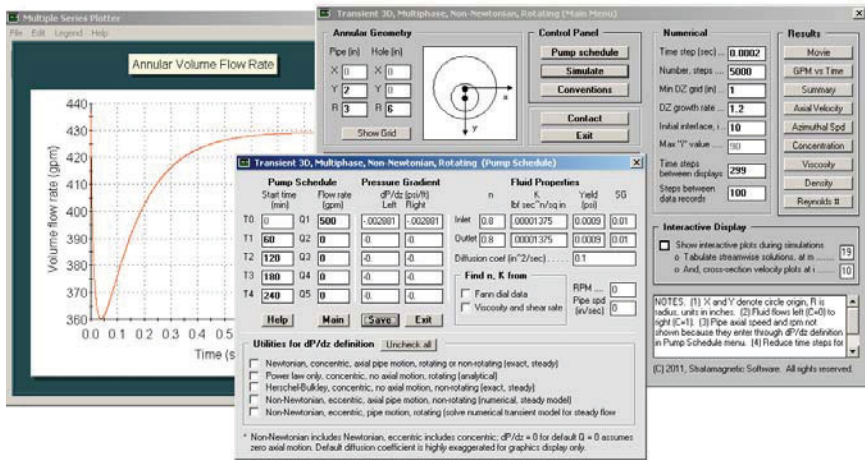 Multiple Series Plotter
File Edit Legend Help
Annular Volume Flow Rate
Volume flow rate (gpm)
440
430
420
410
400
390
380
370
360
0.0 0.1 0.2 0.3 0.4 0.5
Time (s
Transient 3D, Multiphase, Non-Newtonian, Rotating (Main Menu)
Annular Geometry
Pipe (in) Hole (in)
X 0 X 0
Y 2 Y 0
R 3 R 6
Show Grid
x
y
Control Panel
Pump schedule
Simulate
Conventions
Contact
Exit
Numerical
Time step (sec) ... 0.0002
Number, steps .... 5000
Min DZ grid (in) 1
DZ growth rate ... 1.2
Initial interface, i ... 10
Max "i" value ..... 90
Time steps
between displays 299
Steps between
data records 100
Results
Movie
GPM vs Time
Summary
Axial Velocity
Azimuthal Spd
Concentration
Viscosity
Density
Reynolds #
Interactive Display
Show interactive plots during simulations
o Tabulate streamwise solutions, at m ........ 19
o And, cross-section velocity plots at i ........ 10
NOTES. (1) X and Y denote circle origin, R is
radius, units in inches. (2) Fluid flows left (C=0) to
right (C=1). (3) Pipe axial speed and rpm not
shown because they enter through dP/dz definition
in Pump Schedule menu. (4) Reduce time steps for
(C) 2011, Stratamagnetic Software. All rights reserved.
Transient 3D, Multiphase, Non-Newtonian, Rotating (Pump Schedule)
Pump Schedule Pressure Gradient Fluid Properties
Start time (min) Flow rate (gpm) dP/dz (psi/ft) Left Right n K lbf sec^n/sq in Yield (psi) SG
T0 0 Q1 500 -.002881 -.002881 Inlet 0.8 .00001375 0.0009 0.01
T1 60 Q2 0 -0. -0. Outlet 0.8 .00001375 0.0009 0.01
T2 120 Q3 0 -0. -0. Diffusion coef (in^2/sec) ...... 0.1
T3 180 Q4 0 -0. -0.
T4 240 Q5 0 -0. -0.
Find n, K from
Fann dial data
Viscosity and shear rate
RPM .... 0
Pipe spd
(in/sec) 0
Help Main Save Exit
Utilities for dP/dz definition Uncheck all
Newtonian, concentric, axial pipe motion, rotating or non-rotating (exact, steady)
Power law only, concentric, no axial motion, rotating (analytical)
Herschel-Bulkley, concentric, no axial motion, non-rotating (exact, steady)
Non-Newtonian, eccentric, axial pipe motion, non-rotating (numerical, steady model)
Non-Newtonian, eccentric, pipe motion, rotating (solve numerical transient model for steady flow
* Non-Newtonian includes Newtonian, eccentric includes concentric; dP/dz = 0 for default Q = 0 assumes
zero axial motion. Default diffusion coefficient is highly exaggerated for graphics display only.